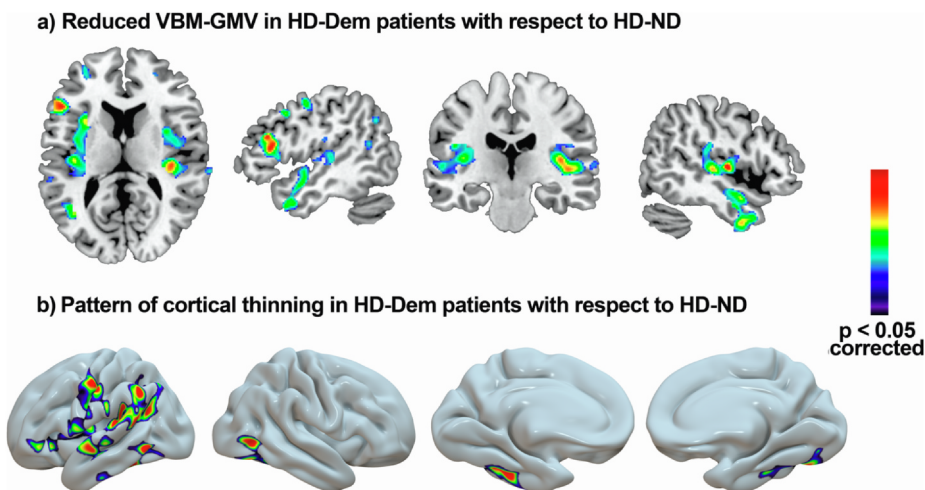 a) Reduced VBM-GMV in HD-Dem patients with respect to HD-ND
b) Pattern of cortical thinning in HD-Dem patients with respect to HD-ND
p < 0.05
corrected